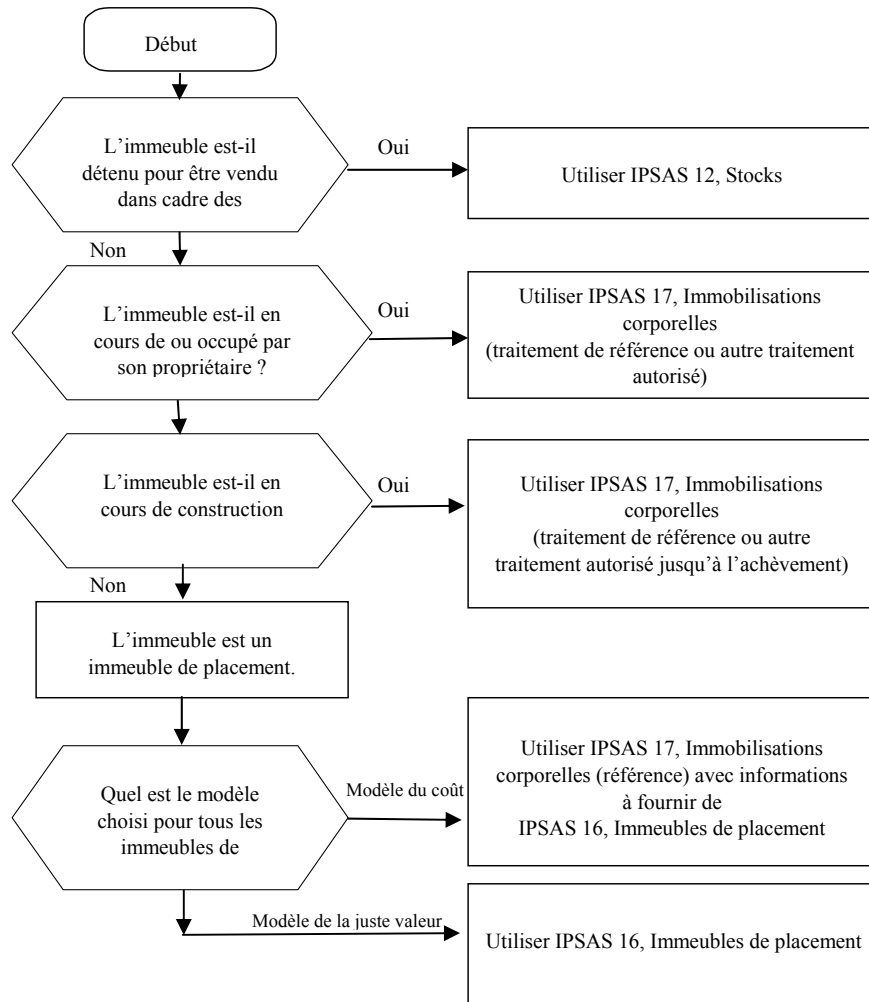 Début
L’immeuble est-il
détenu pour être vendu
dans cadre des
Oui
Utiliser IPSAS 12, Stocks
Non
L’immeuble est-il en
cours de ou occupé par
son propriétaire ?
Oui
Utiliser IPSAS 17, Immobilisations
corporelles
(traitement de référence ou autre traitement
autorisé)
L’immeuble est-il en
cours de construction
Oui
Utiliser IPSAS 17, Immobilisations
corporelles
(traitement de référence ou autre
traitement autorisé jusqu’à l’achèvement)
Non
L’immeuble est un
immeuble de placement.
Quel est le modèle
choisi pour tous les
immeubles de
Modèle du coût
Utiliser IPSAS 17, Immobilisations
corporelles (référence) avec informations
à fournir de
IPSAS 16, Immeubles de placement
Modèle de la juste valeur
Utiliser IPSAS 16, Immeubles de placement